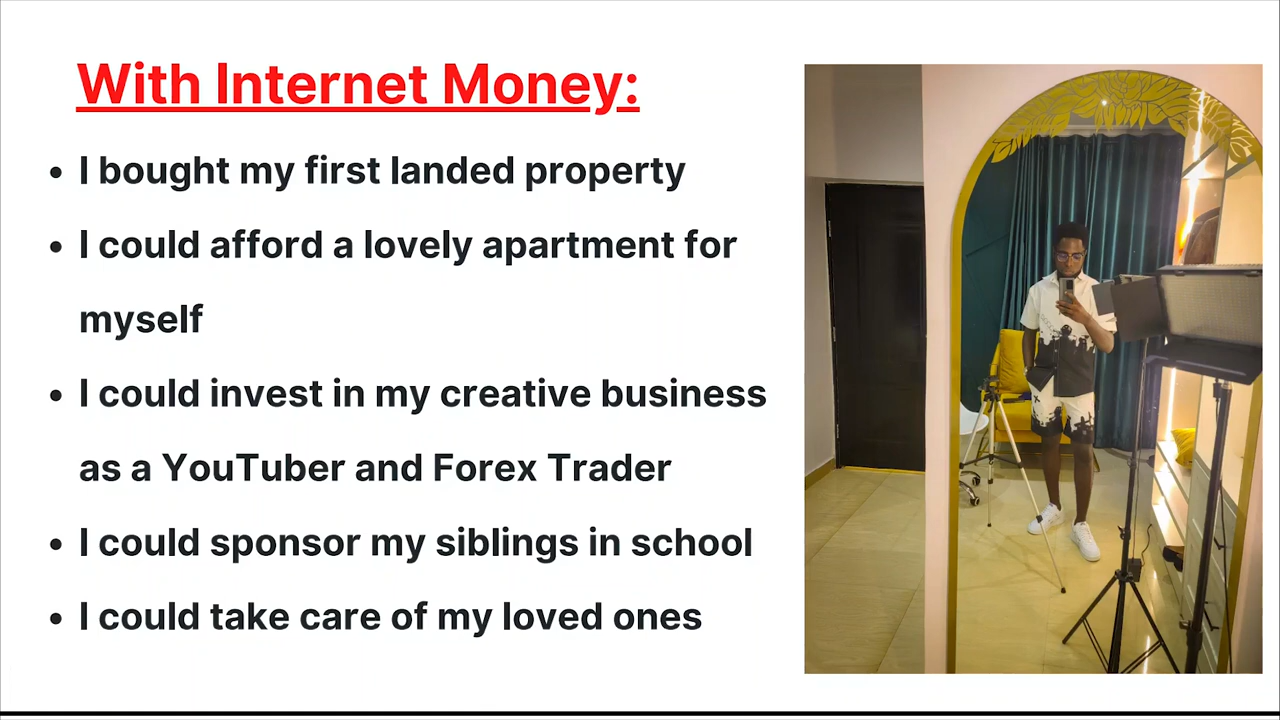 With Internet Money:
• I bought my first landed property
• I could afford a lovely apartment for
myself
• I could invest in my creative business
as a YouTuber and Forex Trader
• I could sponsor my siblings in school
• I could take care of my loved ones